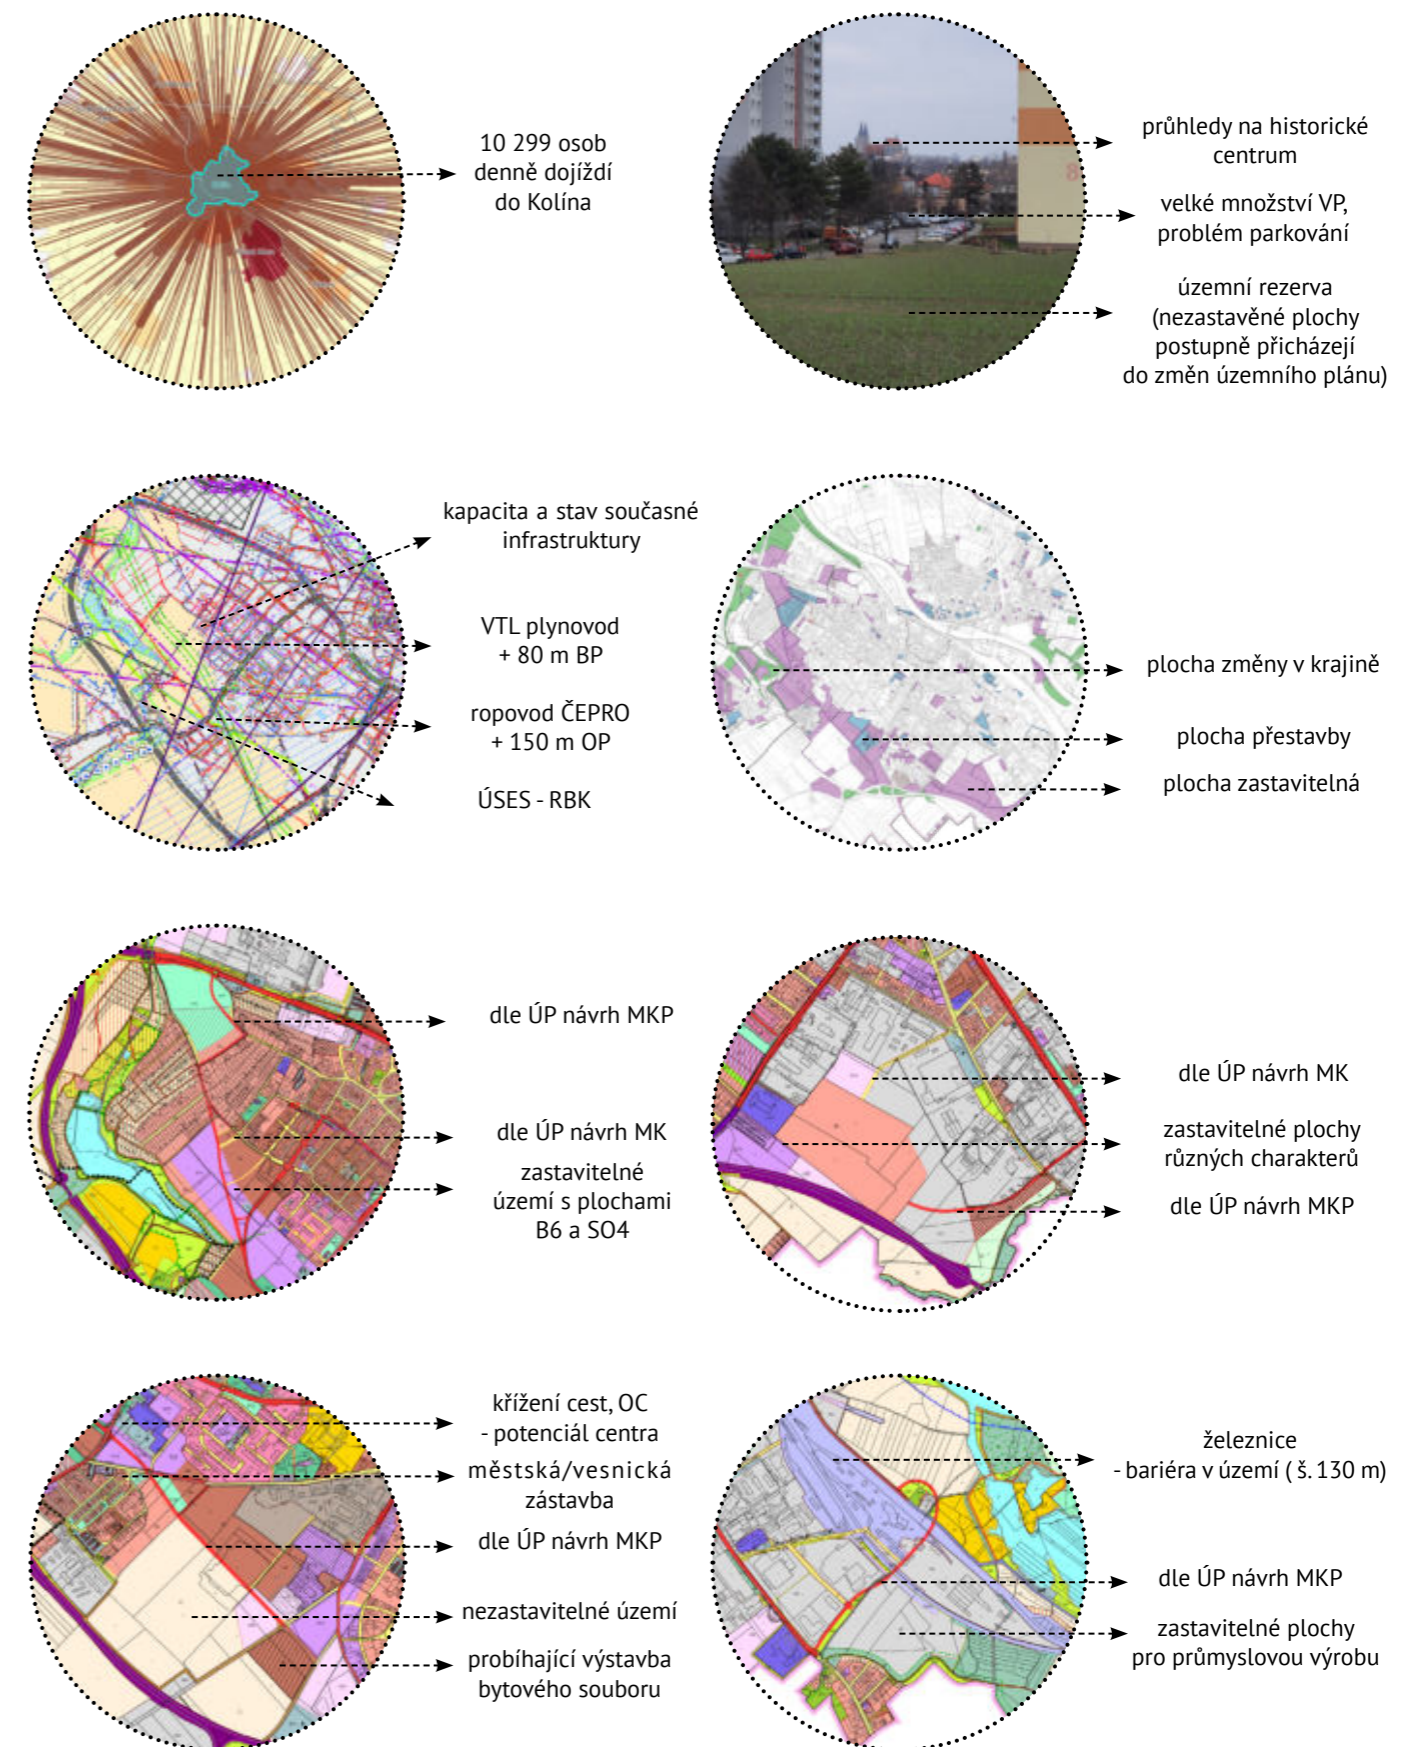 10 299 osob
denně dojíždí
do Kolína
průhledy na historické
centrum
velké množství VP,
problém parkování
územní rezerva
(nezastavěné plochy
postupně přicházejí
do změn územního plánu)
kapacita a stav současné
infrastruktury
VTL plynovod
+ 80 m BP
ropovod ČEPRO
+ 150 m OP
ÚSES - RBK
plocha změny v krajině
plocha přestavby
plocha zastavitelná
dle ÚP návrh MKP
dle ÚP návrh MK
zastavitelné
území s plochami
B6 a SO4
dle ÚP návrh MK
zastavitelné plochy
různých charakterů
dle ÚP návrh MKP
křížení cest, OC
- potenciál centra
městská/vesnická
zástavba
dle ÚP návrh MKP
nezastavitelné území
probíhající výstavba
bytového souboru
železnice
- bariéra v území ( š. 130 m)
dle ÚP návrh MKP
zastavitelné plochy
pro průmyslovou výrobu